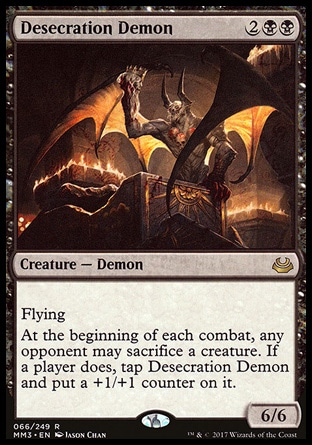 Desecration Demon 2
Creature — Demon
Flying
At the beginning of each combat, any
opponent may sacrifice a creature. If
a player does, tap Desecration Demon
and put a +1/+1 counter on it.
6/6
066/249 R
MM3 • EN Jason Chan
™ & © 2017 Wizards of the Coast